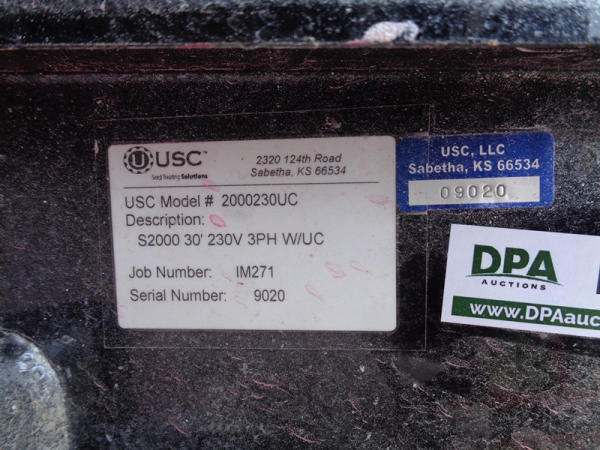 USC™
Seed Treating Solutions
2320 124th Road
Sabetha, KS 66534
USC Model # 2000230UC
Description:
S2000 30' 230V 3PH W/UC
Job Number: IM271
Serial Number: 9020
USC, LLC
Sabetha, KS 66534
09020
DPA
AUCTIONS
www.DPAauc